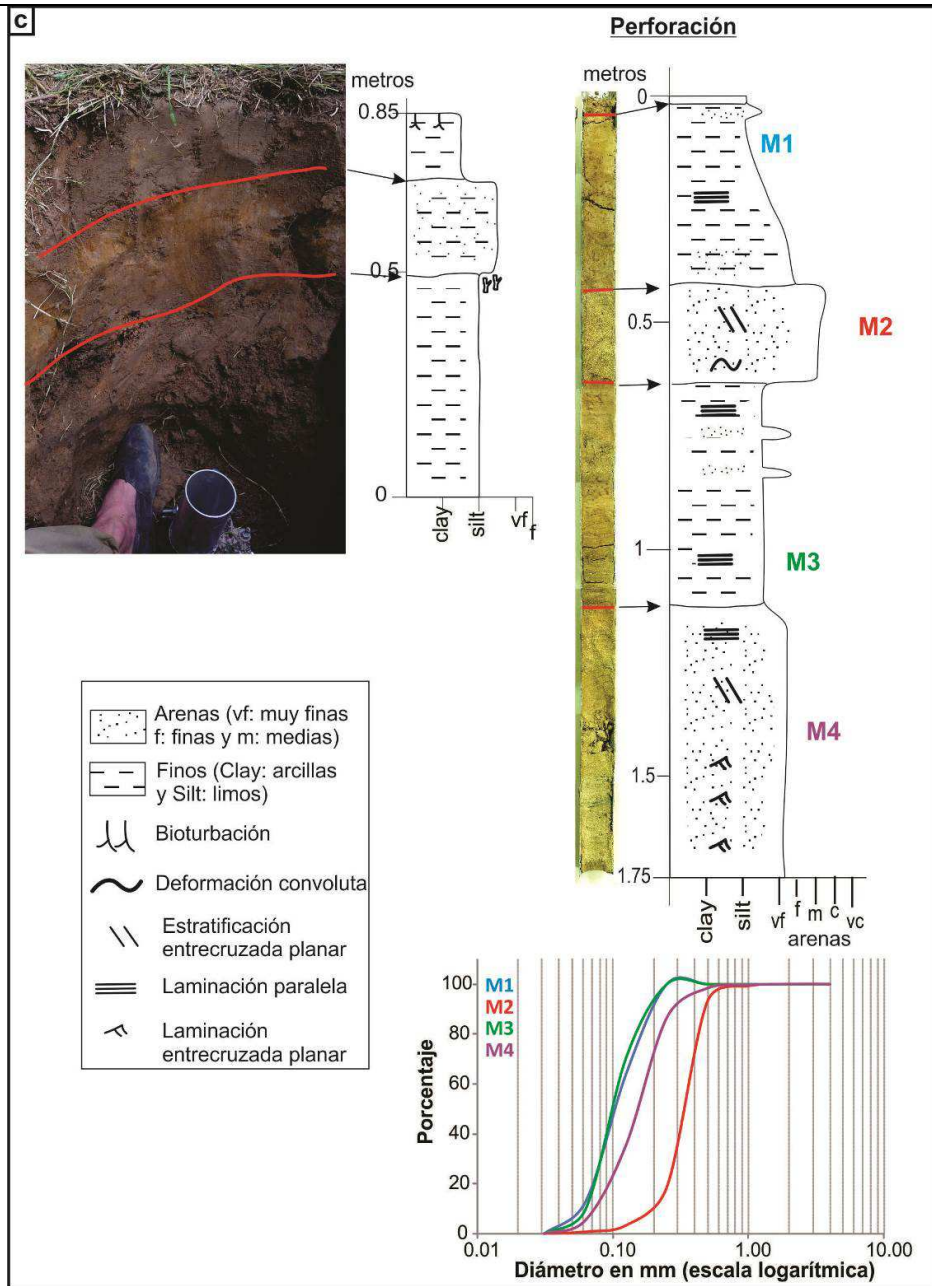 c
Perforación
metros
0.85
0.5
0
clay
silt
vf
f
metros
0
0.5
1
1.5
1.75
M1
M2
M3
M4
clay
silt
vf
f
m
c
vc
arenas
Arenas (vf: muy finas
f: finas y m: medias)
Finos (Clay: arcillas
y Silt: limos)
Bioturbación
Deformación convoluta
Estratificación
entrecruzada planar
Laminación paralela
Laminación
entrecruzada planar
M1
M2
M3
M4
Porcentaje
100
80
60
40
20
0
0.01
0.10
1.00
10.00
Diámetro en mm (escala logarítmica)